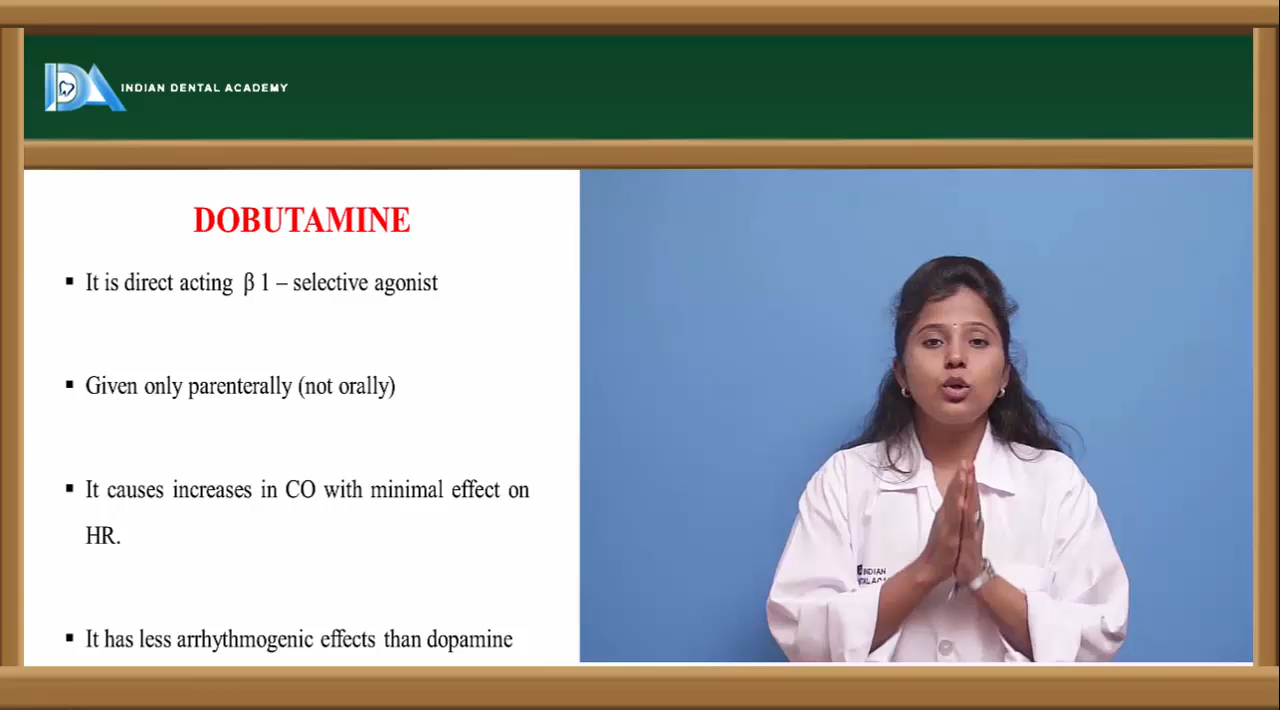 INDIAN DENTAL ACADEMY
DOBUTAMINE
▪ It is direct acting β 1 – selective agonist
▪ Given only parenterally (not orally)
▪ It causes increases in CO with minimal effect on
HR.
▪ It has less arrhythmogenic effects than dopamine
INDIAN